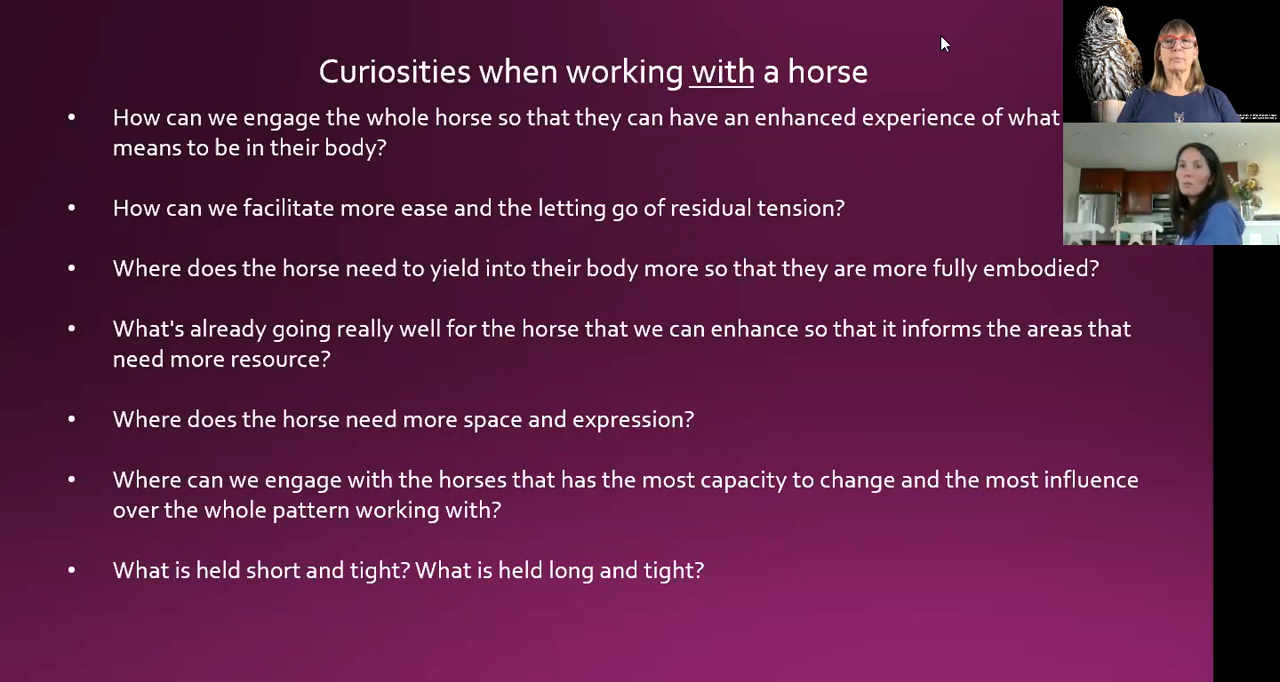 Curiosities when working with a horse
• How can we engage the whole horse so that they can have an enhanced experience of what
means to be in their body?
• How can we facilitate more ease and the letting go of residual tension?
• Where does the horse need to yield into their body more so that they are more fully embodied?
• What's already going really well for the horse that we can enhance so that it informs the areas that
need more resource?
• Where does the horse need more space and expression?
• Where can we engage with the horses that has the most capacity to change and the most influence
over the whole pattern working with?
• What is held short and tight? What is held long and tight?